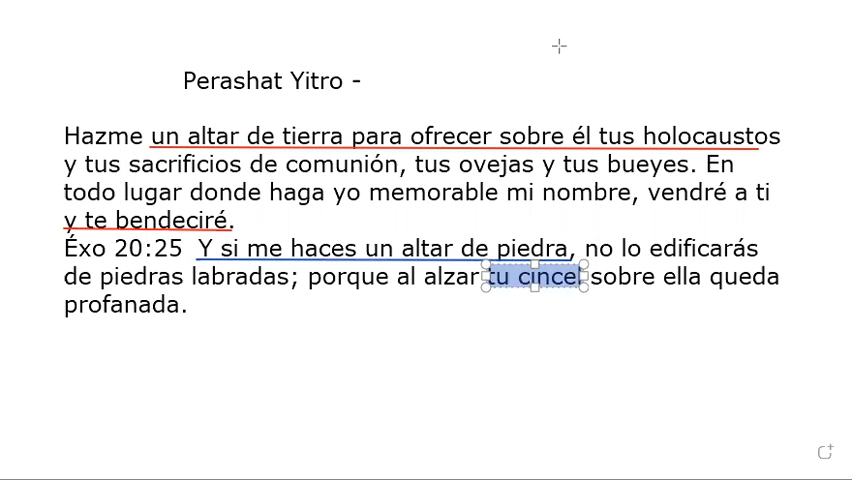 Perashat Yitro -
Hazme un altar de tierra para ofrecer sobre él tus holocaustos
y tus sacrificios de comunión, tus ovejas y tus bueyes. En
todo lugar donde haga yo memorable mi nombre, vendré a ti
y te bendeciré.
Éxo 20:25 Y si me haces un altar de piedra, no lo edificarás
de piedras labradas; porque al alzar tu cincel sobre ella queda
profanada.